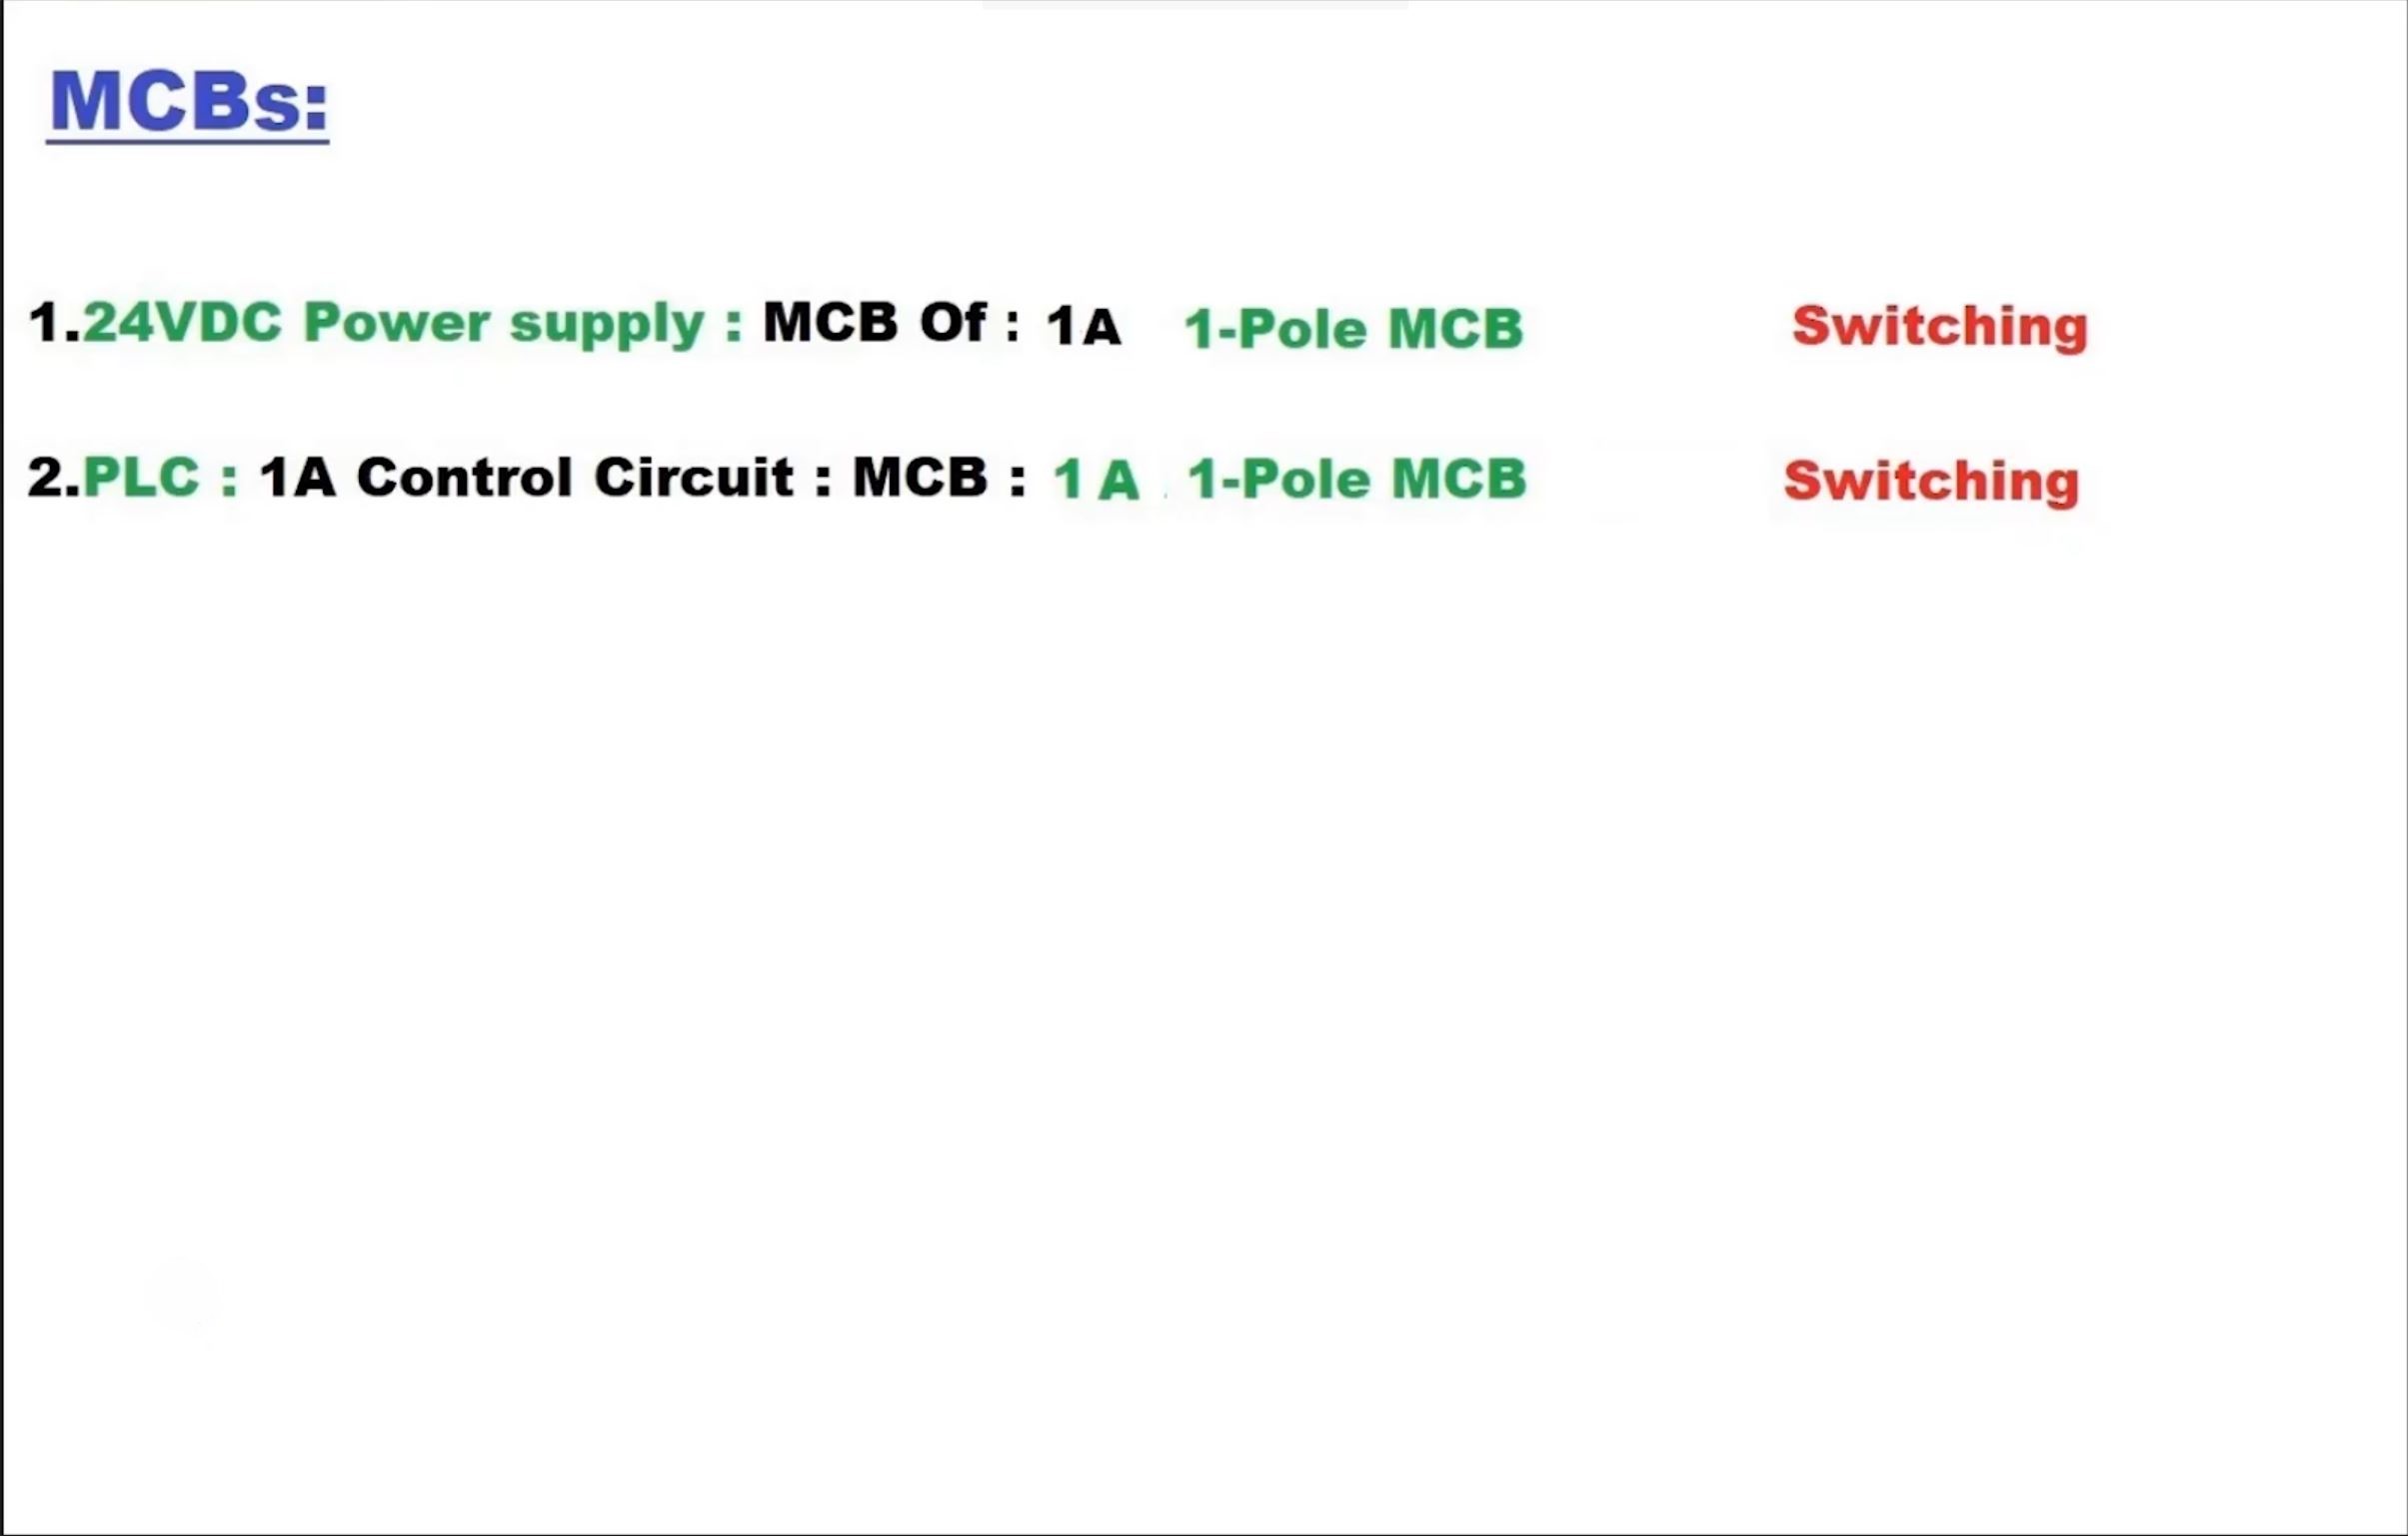 MCBs:
1.24VDC Power supply : MCB Of : 1A 1-Pole MCB Switching
2.PLC : 1A Control Circuit : MCB : 1 A 1-Pole MCB Switching